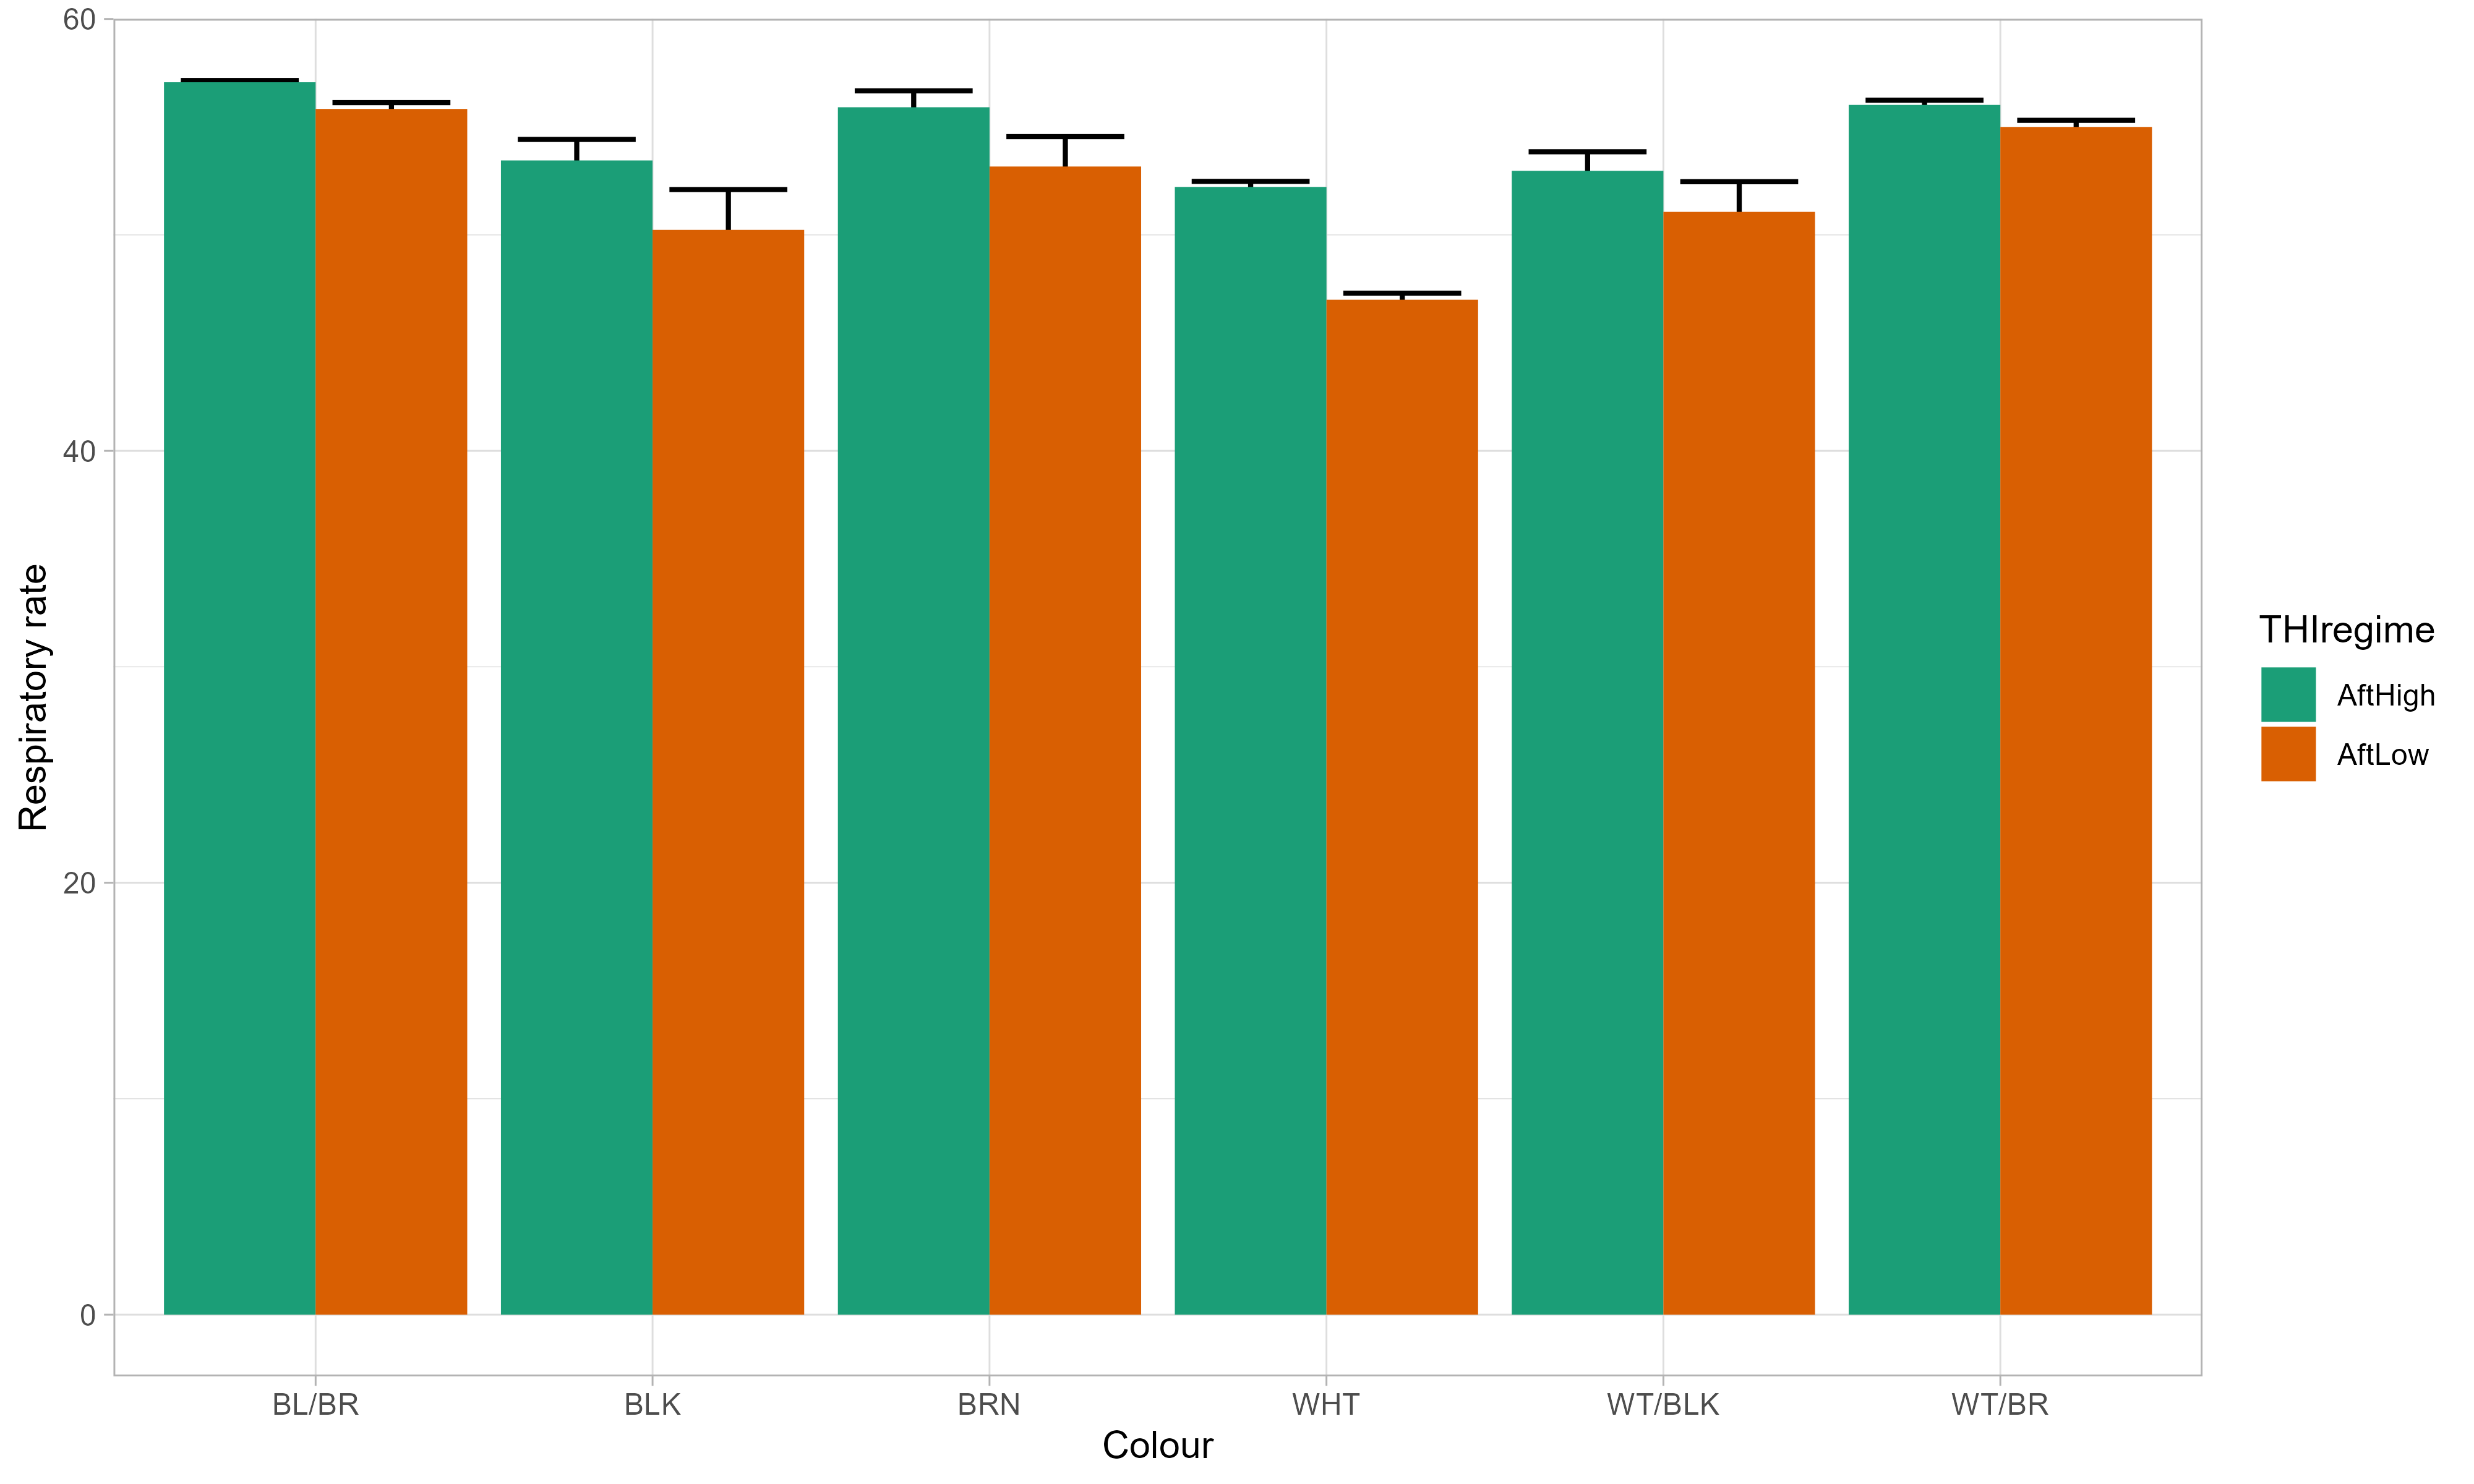 60
40
20
0
Respiratory rate
BL/BR BLK BRN WHT WT/BLK WT/BR
Colour
THIregime
AftHigh
AftLow